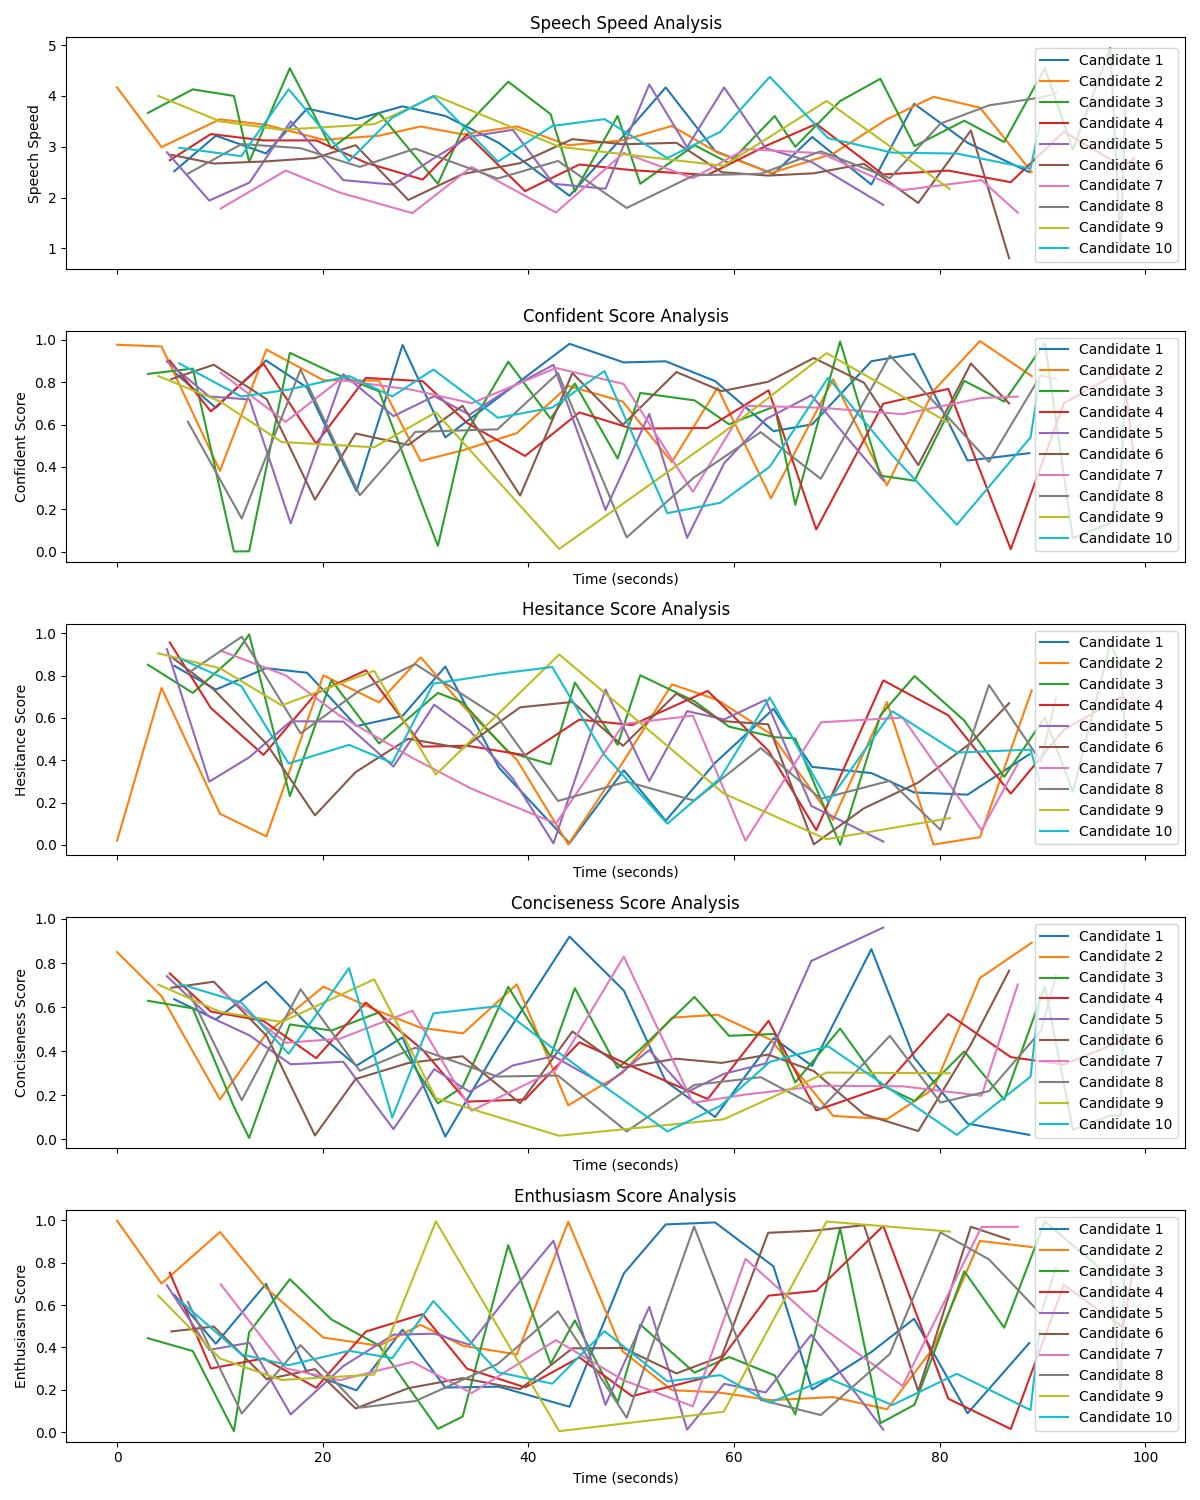 Speech Speed Analysis
5
4
3
2
1
Speech Speed
Candidate 1
Candidate 2
Candidate 3
Candidate 4
Candidate 5
Candidate 6
Candidate 7
Candidate 8
Candidate 9
Candidate 10
Confident Score Analysis
1.0
0.8
0.6
0.4
0.2
0.0
Confident Score
Candidate 1
Candidate 2
Candidate 3
Candidate 4
Candidate 5
Candidate 6
Candidate 7
Candidate 8
Candidate 9
Candidate 10
Time (seconds)
Hesitance Score Analysis
1.0
0.8
0.6
0.4
0.2
0.0
Hesitance Score
Candidate 1
Candidate 2
Candidate 3
Candidate 4
Candidate 5
Candidate 6
Candidate 7
Candidate 8
Candidate 9
Candidate 10
Time (seconds)
Conciseness Score Analysis
1.0
0.8
0.6
0.4
0.2
0.0
Conciseness Score
Candidate 1
Candidate 2
Candidate 3
Candidate 4
Candidate 5
Candidate 6
Candidate 7
Candidate 8
Candidate 9
Candidate 10
Time (seconds)
Enthusiasm Score Analysis
1.0
0.8
0.6
0.4
0.2
0.0
Enthusiasm Score
Candidate 1
Candidate 2
Candidate 3
Candidate 4
Candidate 5
Candidate 6
Candidate 7
Candidate 8
Candidate 9
Candidate 10
0 20 40 60 80 100
Time (seconds)